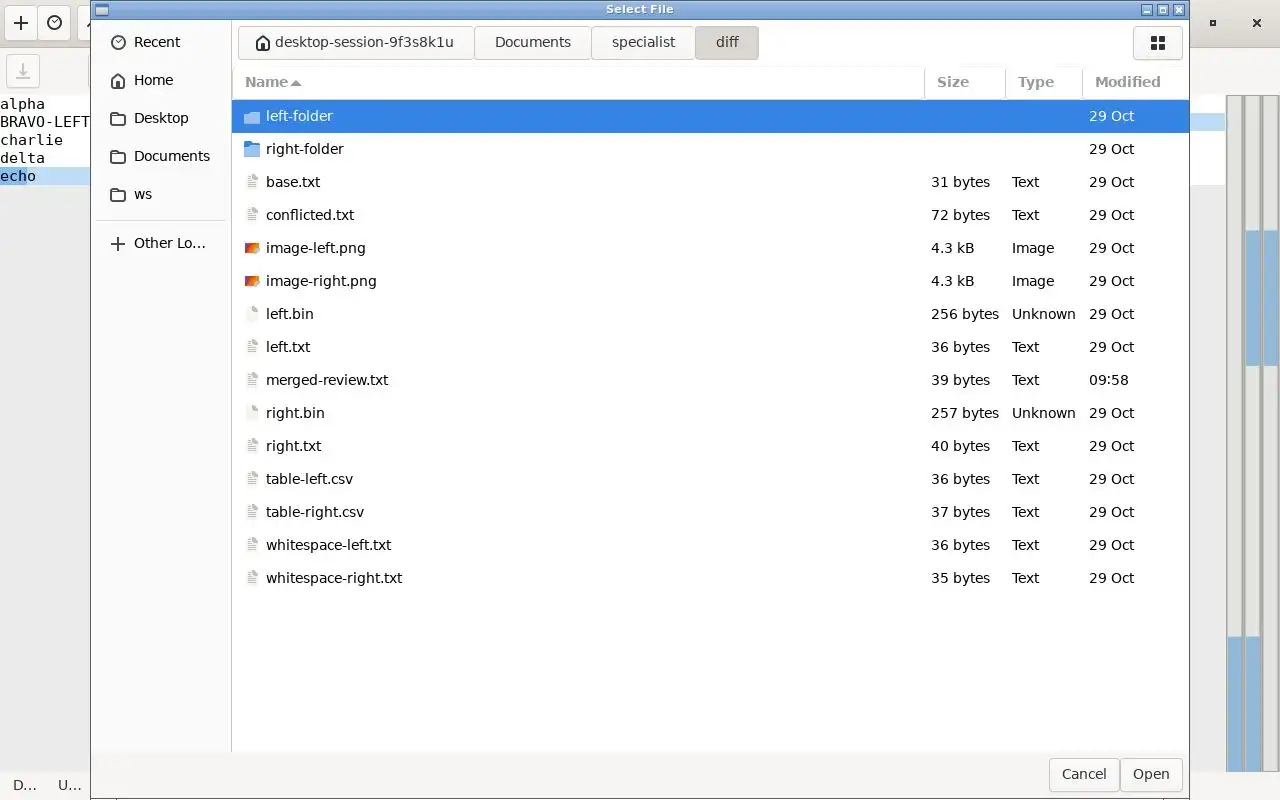 Select File
Recent
Home
Desktop
Documents
ws
Other Lo...
desktop-session-9f3s8k1u Documents specialist diff
Name Size Type Modified
left-folder 29 Oct
right-folder 29 Oct
base.txt 31 bytes Text 29 Oct
conflicted.txt 72 bytes Text 29 Oct
image-left.png 4.3 kB Image 29 Oct
image-right.png 4.3 kB Image 29 Oct
left.bin 256 bytes Unknown 29 Oct
left.txt 36 bytes Text 29 Oct
merged-review.txt 39 bytes Text 09:58
right.bin 257 bytes Unknown 29 Oct
right.txt 40 bytes Text 29 Oct
table-left.csv 36 bytes Text 29 Oct
table-right.csv 37 bytes Text 29 Oct
whitespace-left.txt 36 bytes Text 29 Oct
whitespace-right.txt 35 bytes Text 29 Oct
Cancel Open
alpha
BRAVO-LEFT
charlie
delta
echo
D... U...